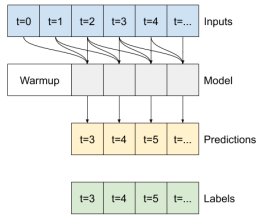 t=0 t=1 t=2 t=3 t=4 t=... Inputs
Warmup Model
t=3 t=4 t=5 t=... Predictions
t=3 t=4 t=5 t=... Labels